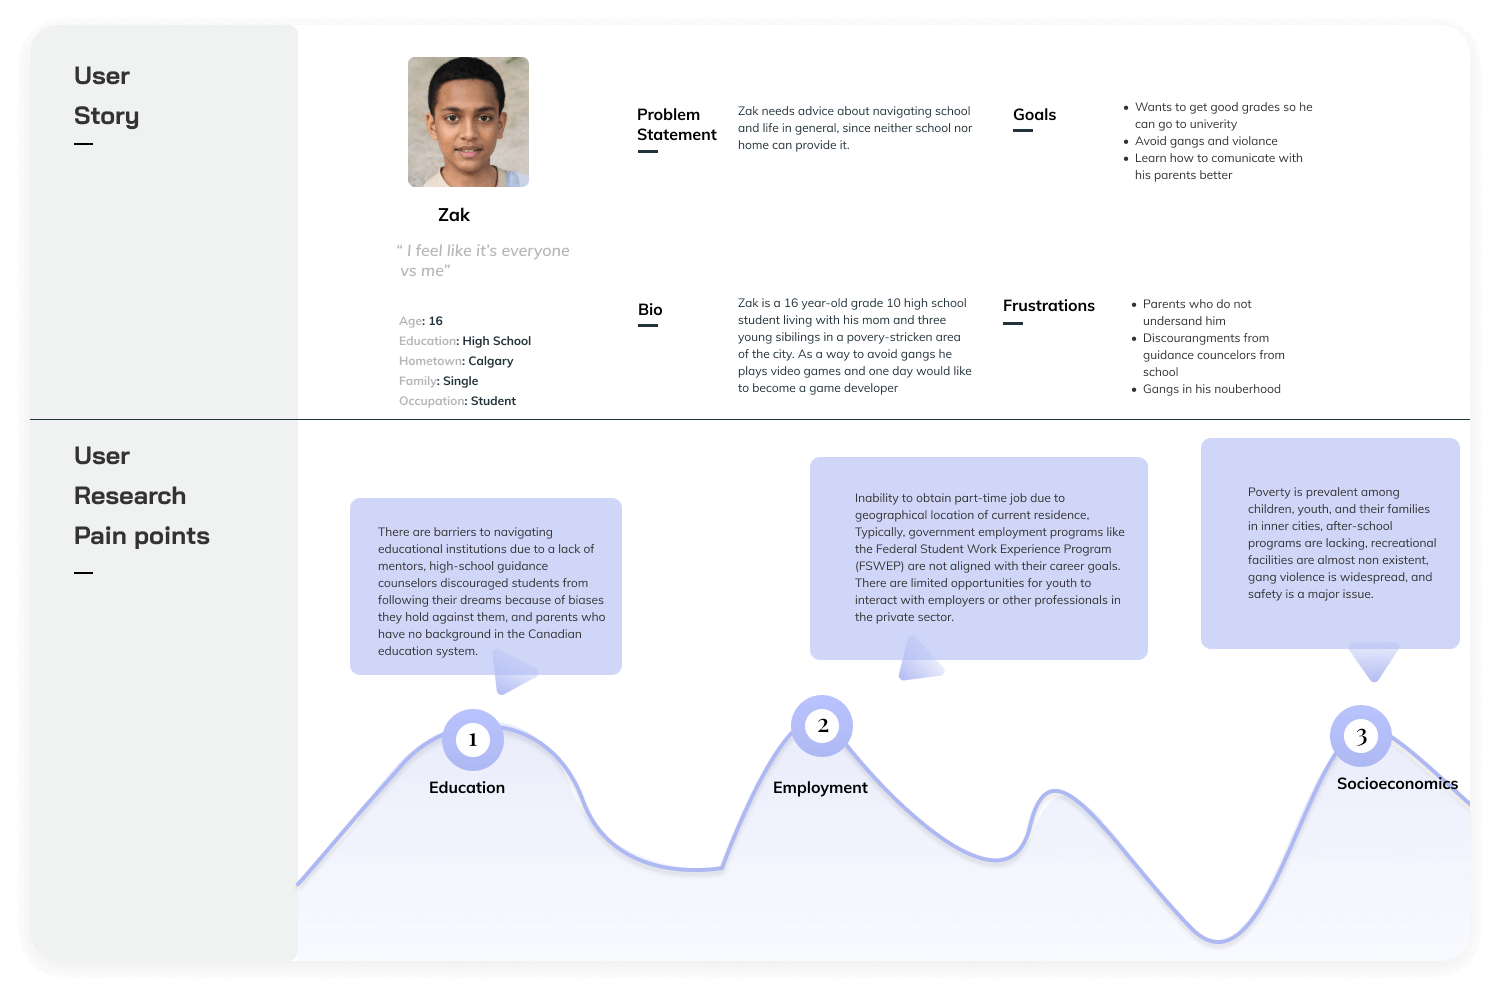 User
Story
Zak
“ I feel like it’s everyone
vs me”
Age: 16
Education: High School
Hometown: Calgary
Family: Single
Occupation: Student
Problem
Statement
Zak needs advice about navigating school
and life in general, since neither school nor
home can provide it.
Goals
• Wants to get good grades so he
can go to univerity
• Avoid gangs and violance
• Learn how to comunicate with
his parents better
Bio
Zak is a 16 year-old grade 10 high school
student living with his mom and three
young sibilings in a povery-stricken area
of the city. As a way to avoid gangs he
plays video games and one day would like
to become a game developer
Frustrations
• Parents who do not
undersand him
• Discourangments from
guidance councelors from
school
• Gangs in his nouberhood
User
Research
Pain points
There are barriers to navigating
educational institutions due to a lack of
mentors, high-school guidance
counselors discouraged students from
following their dreams because of biases
they hold against them, and parents who
have no background in the Canadian
education system.
Inability to obtain part-time job due to
geographical location of current residence,
Typically, government employment programs like
the Federal Student Work Experience Program
(FSWEP) are not aligned with their career goals.
There are limited opportunities for youth to
interact with employers or other professionals in
the private sector.
Poverty is prevalent among
children, youth, and their families
in inner cities, after-school
programs are lacking, recreational
facilities are almost non existent,
gang violence is widespread, and
safety is a major issue.
1
Education
2
Employment
3
Socioeconomics